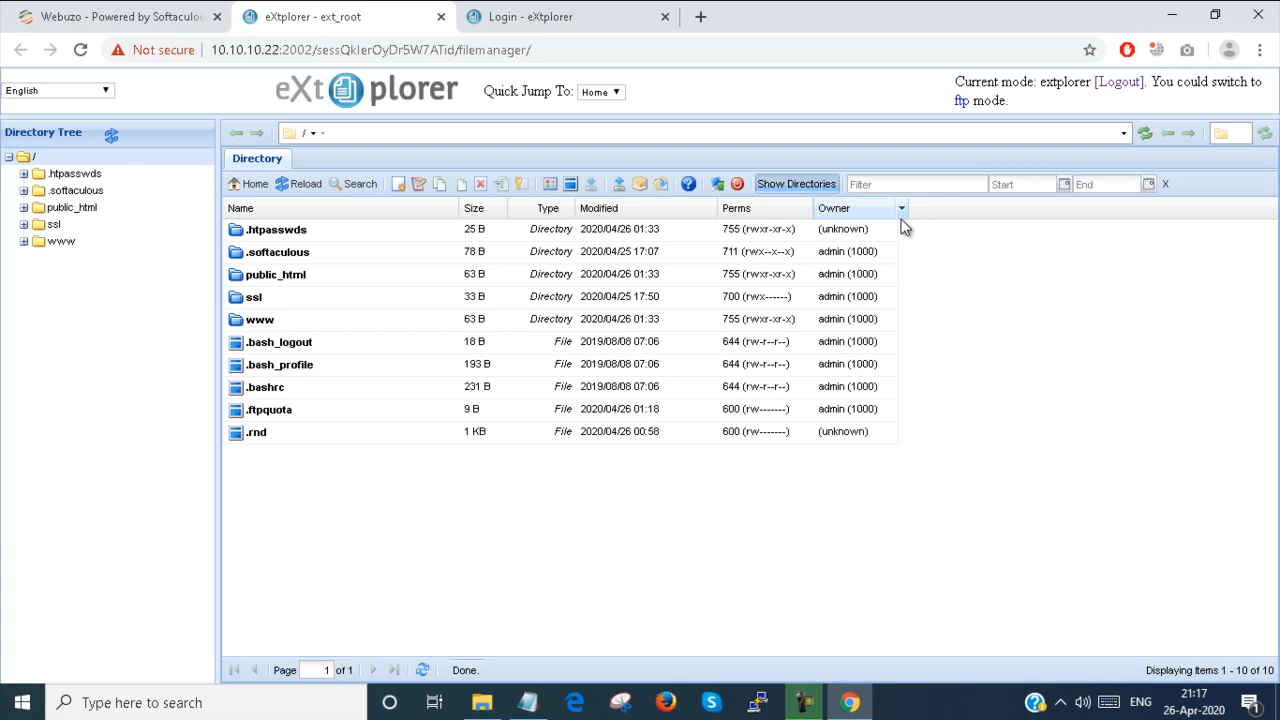 Webuzo - Powered by Softaculou
eXtplorer - ext_root
Login - eXtplorer
Not secure
10.10.10.22:2002/sessQkIerOyDr5W7ATid/filemanager/
English
eXtplorer
Quick Jump To:
Home
Current mode: extplorer [Logout]. You could switch to
ftp mode.
Directory Tree
/ -
/
.htpasswds
.softaculous
public_html
ssl
www
Directory
Home
Reload
Search
Show Directories
Filter
Start
End
X
Name Size Type Modified Perms Owner
.htpasswds 25 B Directory 2020/04/26 01:33 755 (rwxr-xr-x) (unknown)
.softaculous 78 B Directory 2020/04/25 17:07 711 (rwx--x--x) admin (1000)
public_html 63 B Directory 2020/04/26 01:33 755 (rwxr-xr-x) admin (1000)
ssl 33 B Directory 2020/04/25 17:50 700 (rwx------) admin (1000)
www 63 B Directory 2020/04/26 01:33 755 (rwxr-xr-x) admin (1000)
.bash_logout 18 B File 2019/08/08 07:06 644 (rw-r--r--) admin (1000)
.bash_profile 193 B File 2019/08/08 07:06 644 (rw-r--r--) admin (1000)
.bashrc 231 B File 2019/08/08 07:06 644 (rw-r--r--) admin (1000)
.ftpquota 9 B File 2020/04/26 01:18 600 (rw-------) admin (1000)
.rnd 1 KB File 2020/04/26 00:58 600 (rw-------) (unknown)
Page 1 of 1
Done.
Displaying Items 1 - 10 of 10
Type here to search
ENG
21:17
26-Apr-2020
1